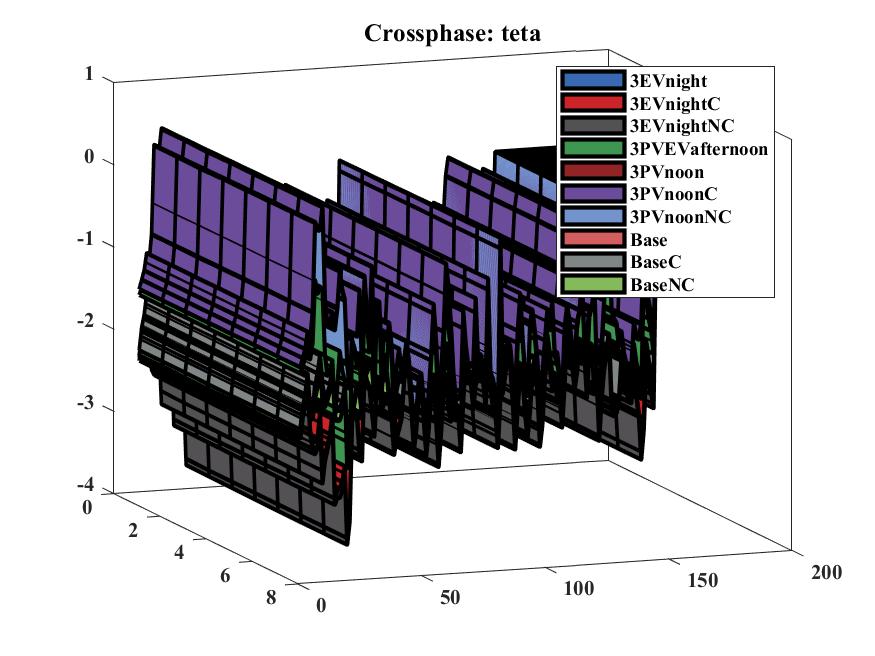 Crossphase: teta
1
0
-1
-2
-3
-4
0
2
4
6
8
0
50
100
150
200
3EVnight
3EVnightC
3EVnightNC
3PVEVafternoon
3PVnoon
3PVnoonC
3PVnoonNC
Base
BaseC
BaseNC